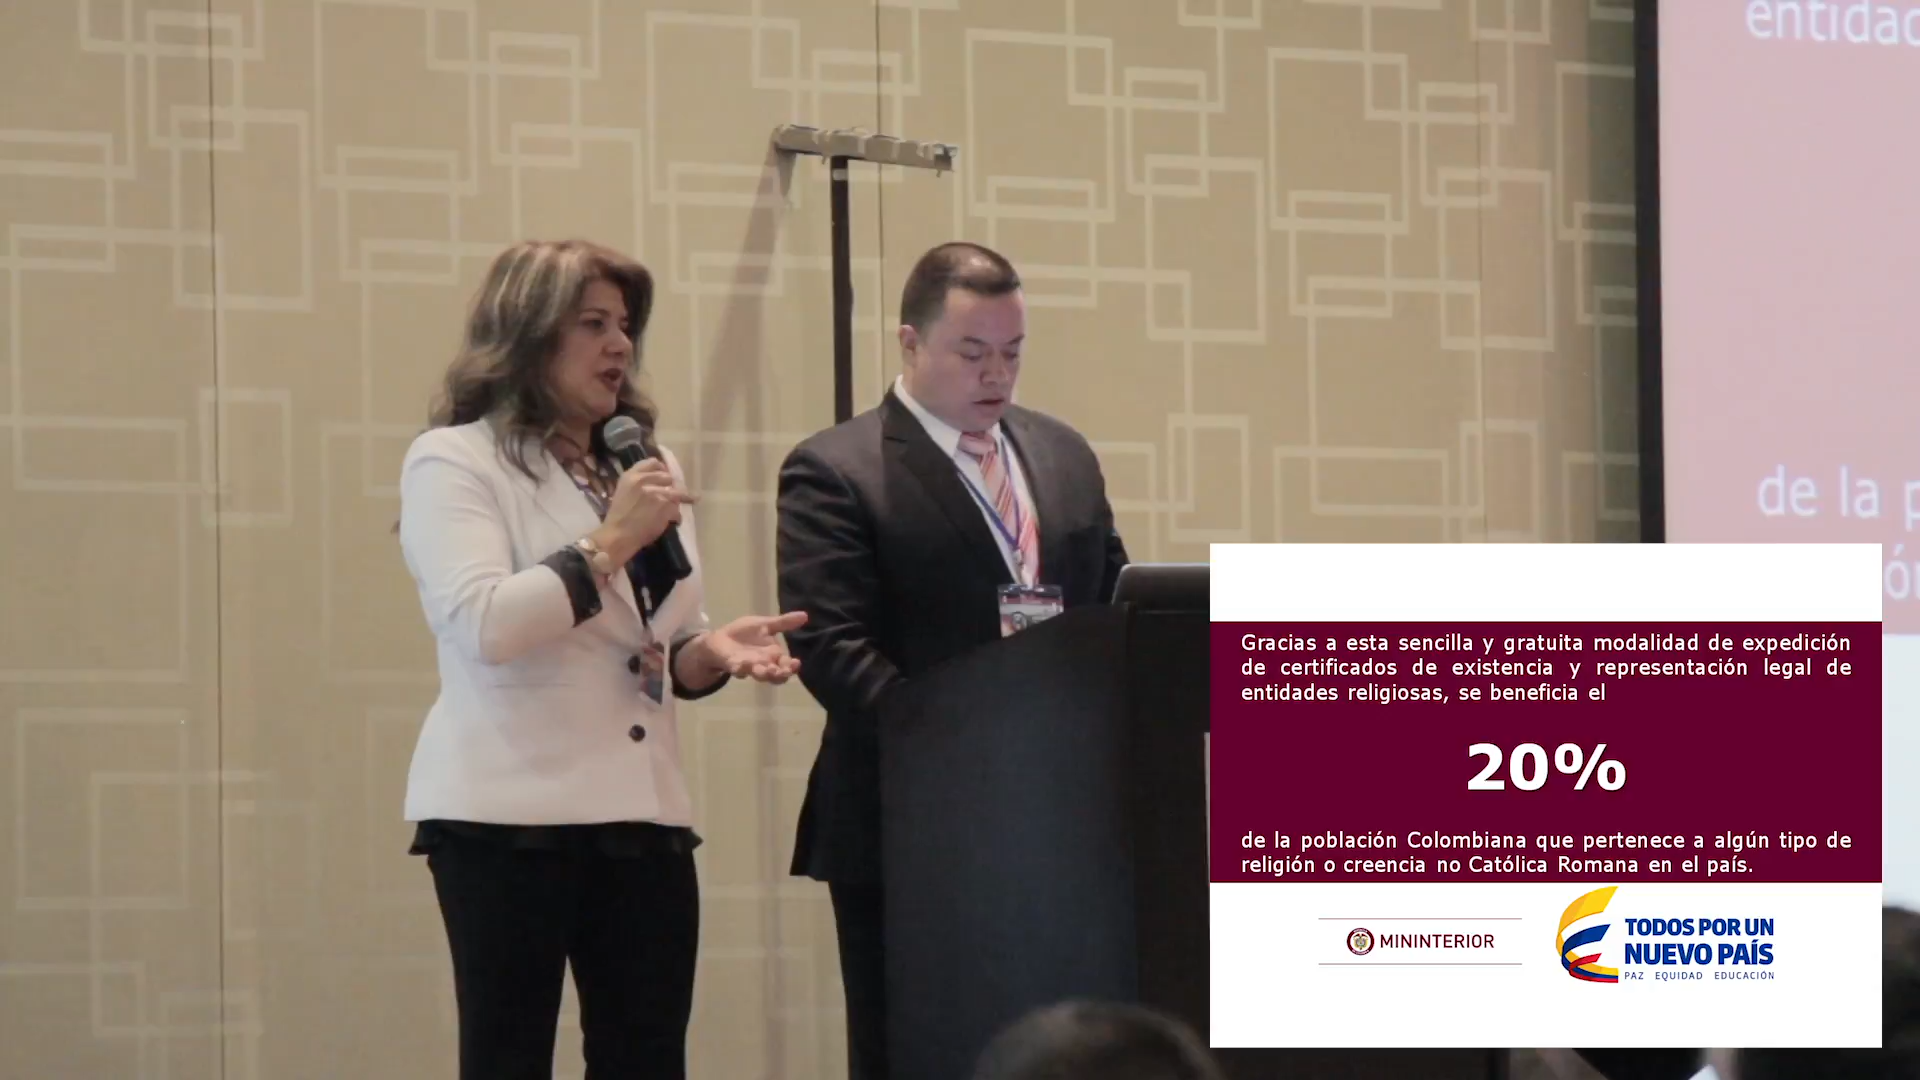 entidad
de la p
Gracias a esta sencilla y gratuita modalidad de expedición
de certificados de existencia y representación legal de
entidades religiosas, se beneficia el
20%
de la población Colombiana que pertenece a algún tipo de
religión o creencia no Católica Romana en el país.
MININTERIOR
TODOS POR UN
NUEVO PAÍS
PAZ EQUIDAD EDUCACIÓN